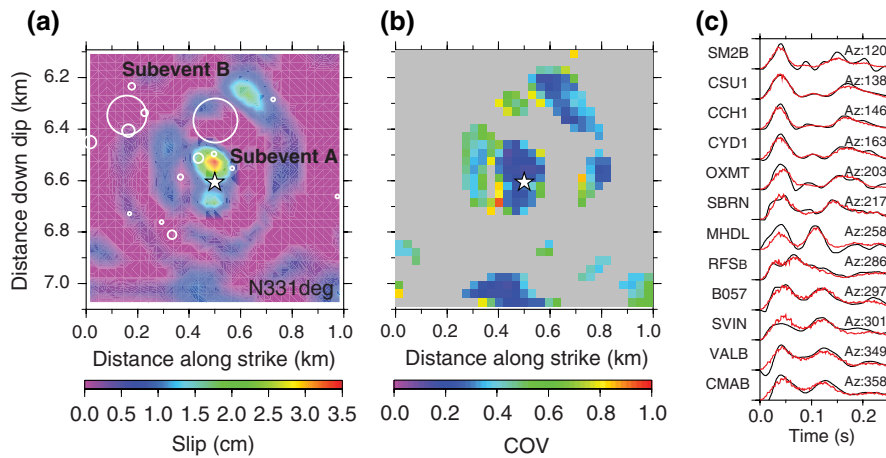 (a)
Subevent B
Subevent A
N331deg
6.2
6.4
6.6
6.8
7.0
Distance down dip (km)
0.0 0.2 0.4 0.6 0.8 1.0
Distance along strike (km)
0.0 0.5 1.0 1.5 2.0 2.5 3.0 3.5
Slip (cm)
(b)
0.0 0.2 0.4 0.6 0.8 1.0
Distance along strike (km)
0.0 0.2 0.4 0.6 0.8 1.0
COV
(c)
SM2B Az:120
CSU1 Az:138
CCH1 Az:146
CYD1 Az:163
OXMT Az:203
SBRN Az:217
MHDL Az:258
RFSB Az:286
B057 Az:297
SVIN Az:301
VALB Az:349
CMAB Az:358
0.0 0.1 0.2
Time (s)